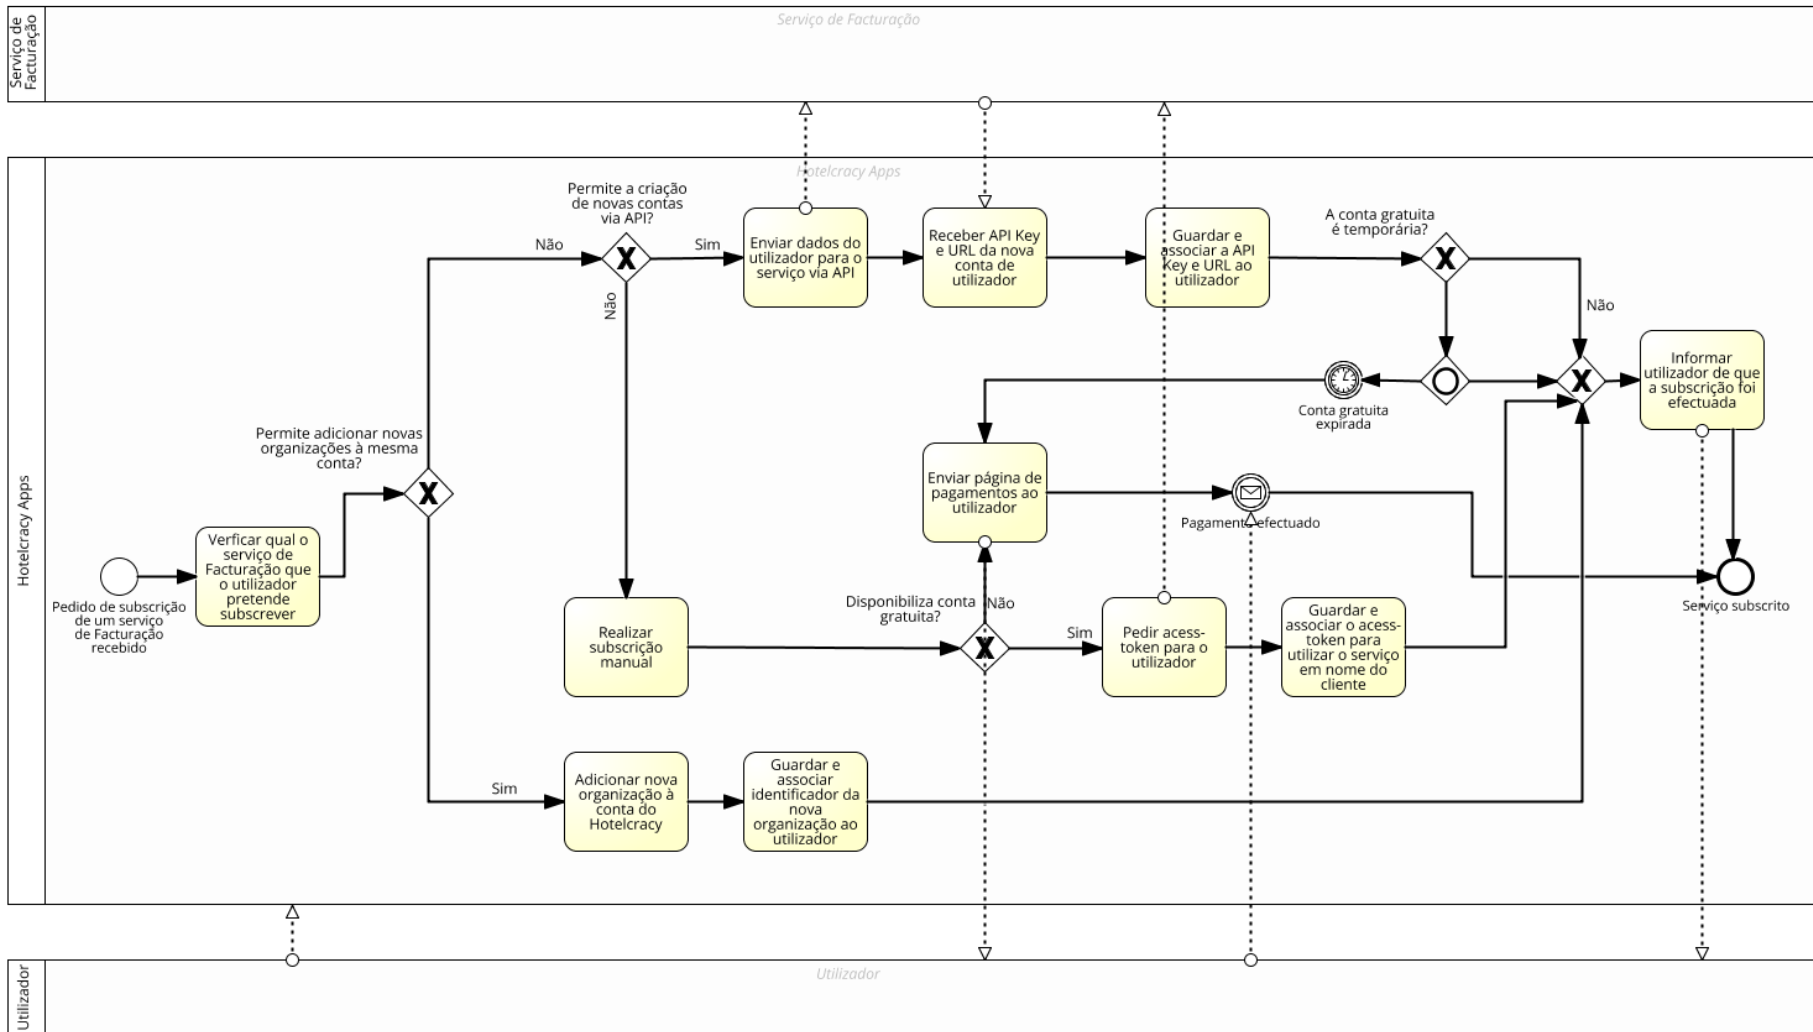 Serviço de
Facturação
Serviço de Facturação
Hotelcracy Apps
Hotelcracy Apps
Permite a criação
de novas contas
via API?
Não
Sim
Não
Enviar dados do
utilizador para o
serviço via API
Receber API Key
e URL da nova
conta de
utilizador
Guardar e
associar a API
Key e URL ao
utilizador
A conta gratuita
é temporária?
Não
Informar
utilizador de que
a subscrição foi
efectuada
Conta gratuita
expirada
Permite adicionar novas
organizações à mesma
conta?
Enviar página de
pagamentos ao
utilizador
Pagamento efectuado
Verficar qual o
serviço de
Facturação que
o utilizador
pretende
subscrever
Pedido de subscrição
de um serviço
de Facturação
recebido
Realizar
subscrição
manual
Disponibiliza conta
gratuita?
Não
Sim
Pedir acess-
token para o
utilizador
Guardar e
associar o acess-
token para
utilizar o serviço
em nome do
cliente
Serviço subscrito
Sim
Adicionar nova
organização à
conta do
Hotelcracy
Guardar e
associar
identificador da
nova
organização ao
utilizador
Utilizador
Utilizador